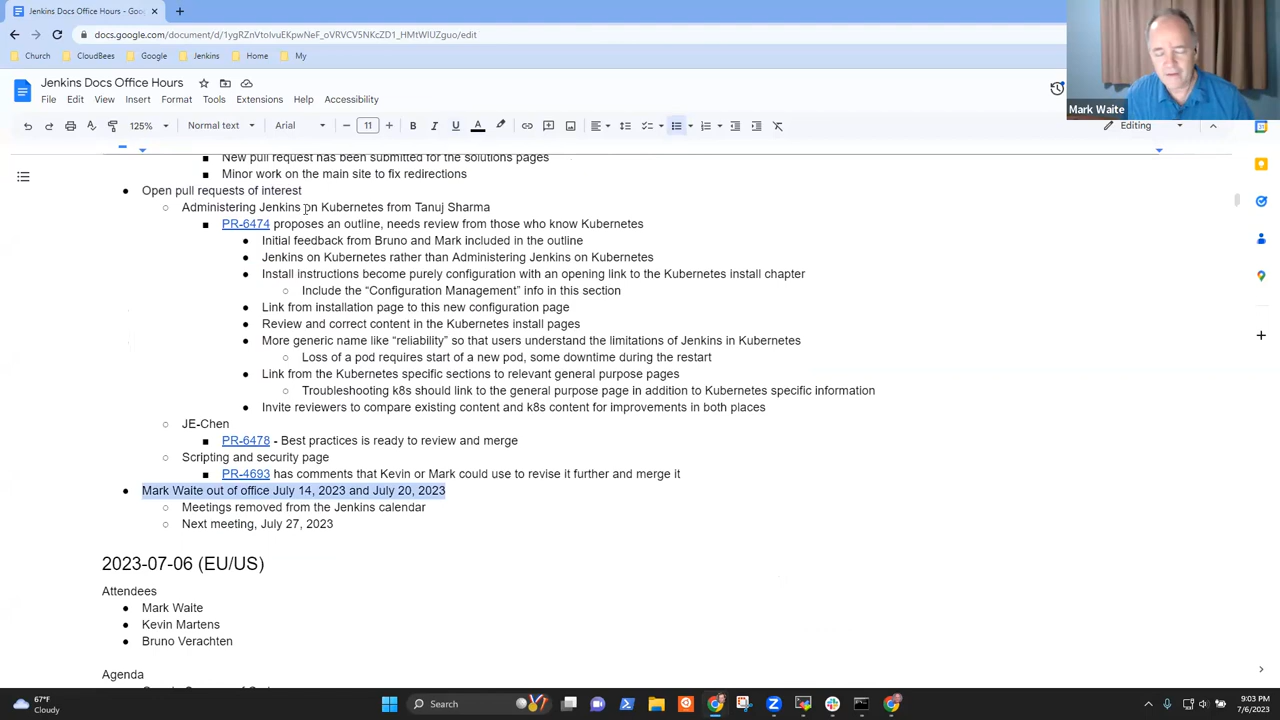 Jenkins Docs Office Hours - Goo
docs.google.com/document/d/1ygRZnVtoIvuEKpwNeF_oVRVCV5NKcZD1_HMtWIUZguo/edit
Church CloudBees Google Jenkins Home My
Jenkins Docs Office Hours
File Edit View Insert Format Tools Extensions Help Accessibility
Mark Waite
125% Normal text Arial 11 B I U A Editing
New pull request has been submitted for the solutions pages
Minor work on the main site to fix redirections
Open pull requests of interest
Administering Jenkins on Kubernetes from Tanuj Sharma
PR-6474 proposes an outline, needs review from those who know Kubernetes
Initial feedback from Bruno and Mark included in the outline
Jenkins on Kubernetes rather than Administering Jenkins on Kubernetes
Install instructions become purely configuration with an opening link to the Kubernetes install chapter
Include the “Configuration Management” info in this section
Link from installation page to this new configuration page
Review and correct content in the Kubernetes install pages
More generic name like “reliability” so that users understand the limitations of Jenkins in Kubernetes
Loss of a pod requires start of a new pod, some downtime during the restart
Link from the Kubernetes specific sections to relevant general purpose pages
Troubleshooting k8s should link to the general purpose page in addition to Kubernetes specific information
Invite reviewers to compare existing content and k8s content for improvements in both places
JE-Chen
PR-6478 - Best practices is ready to review and merge
Scripting and security page
PR-4693 has comments that Kevin or Mark could use to revise it further and merge it
Mark Waite out of office July 14, 2023 and July 20, 2023
Meetings removed from the Jenkins calendar
Next meeting, July 27, 2023
2023-07-06 (EU/US)
Attendees
Mark Waite
Kevin Martens
Bruno Verachten
Agenda
67°F
Cloudy
Search
9:03 PM
7/6/2023